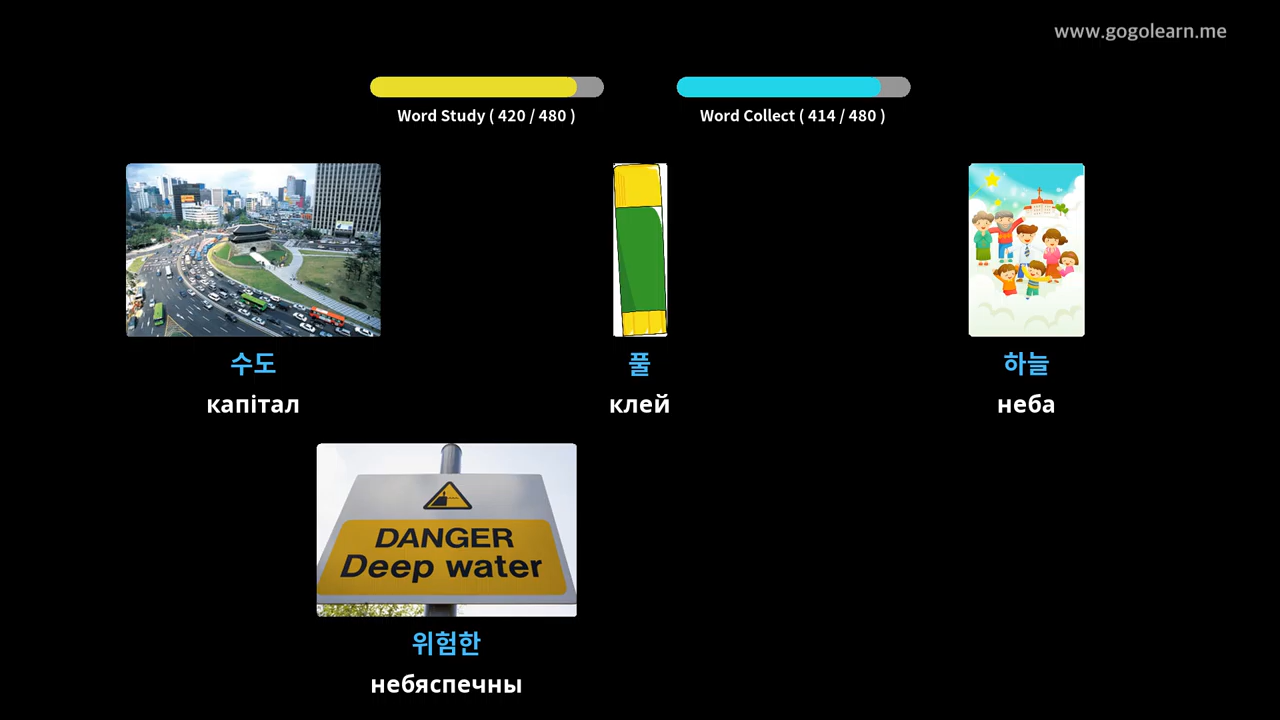 www.gogolearn.me
Word Study ( 420 / 480 )
Word Collect ( 414 / 480 )
수도
капітал
풀
клей
하늘
неба
DANGER
Deep water
위험한
небяспечны